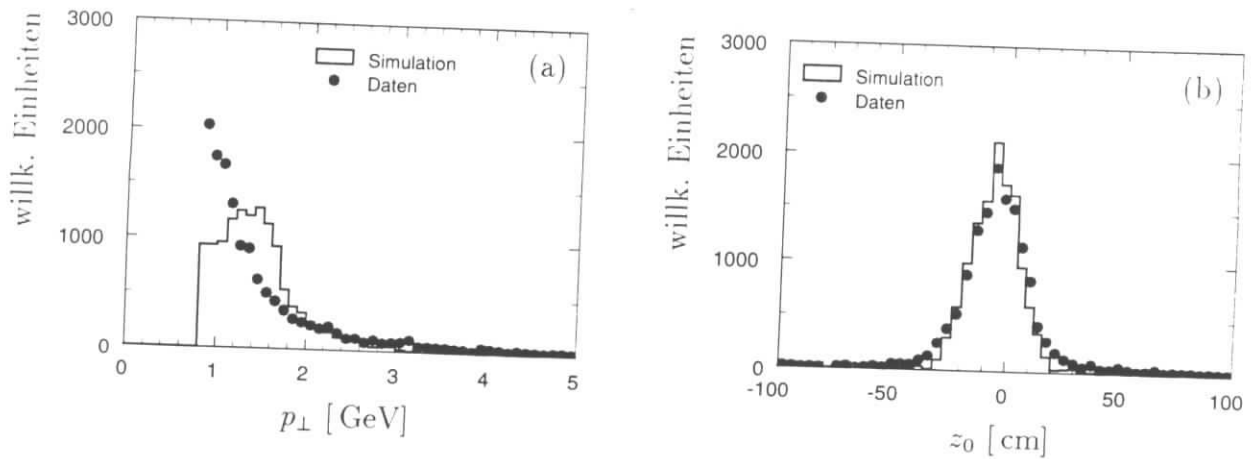 3000
2000
1000
0
willk. Einheiten
Simulation
Daten
(a)
0 1 2 3 4 5
p⊥ [ GeV]
3000
2000
1000
0
willk. Einheiten
Simulation
Daten
(b)
-100 -50 0 50 100
z₀ [ cm]